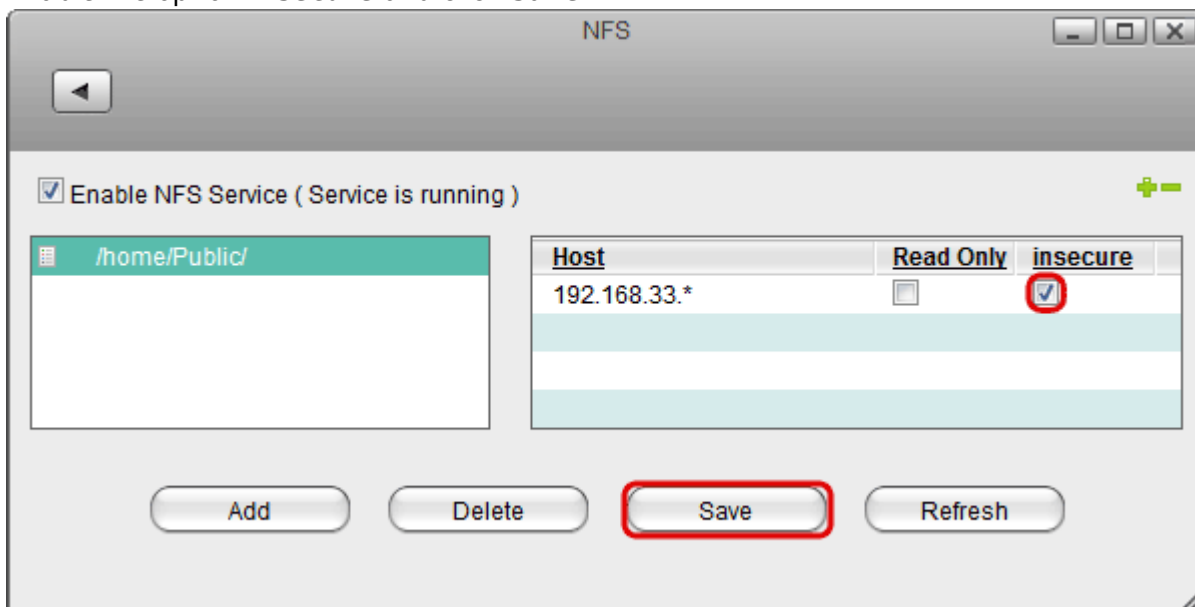 NFS
Enable NFS Service ( Service is running )
/home/Public/
Host Read Only insecure
192.168.33.*
Add Delete Save Refresh